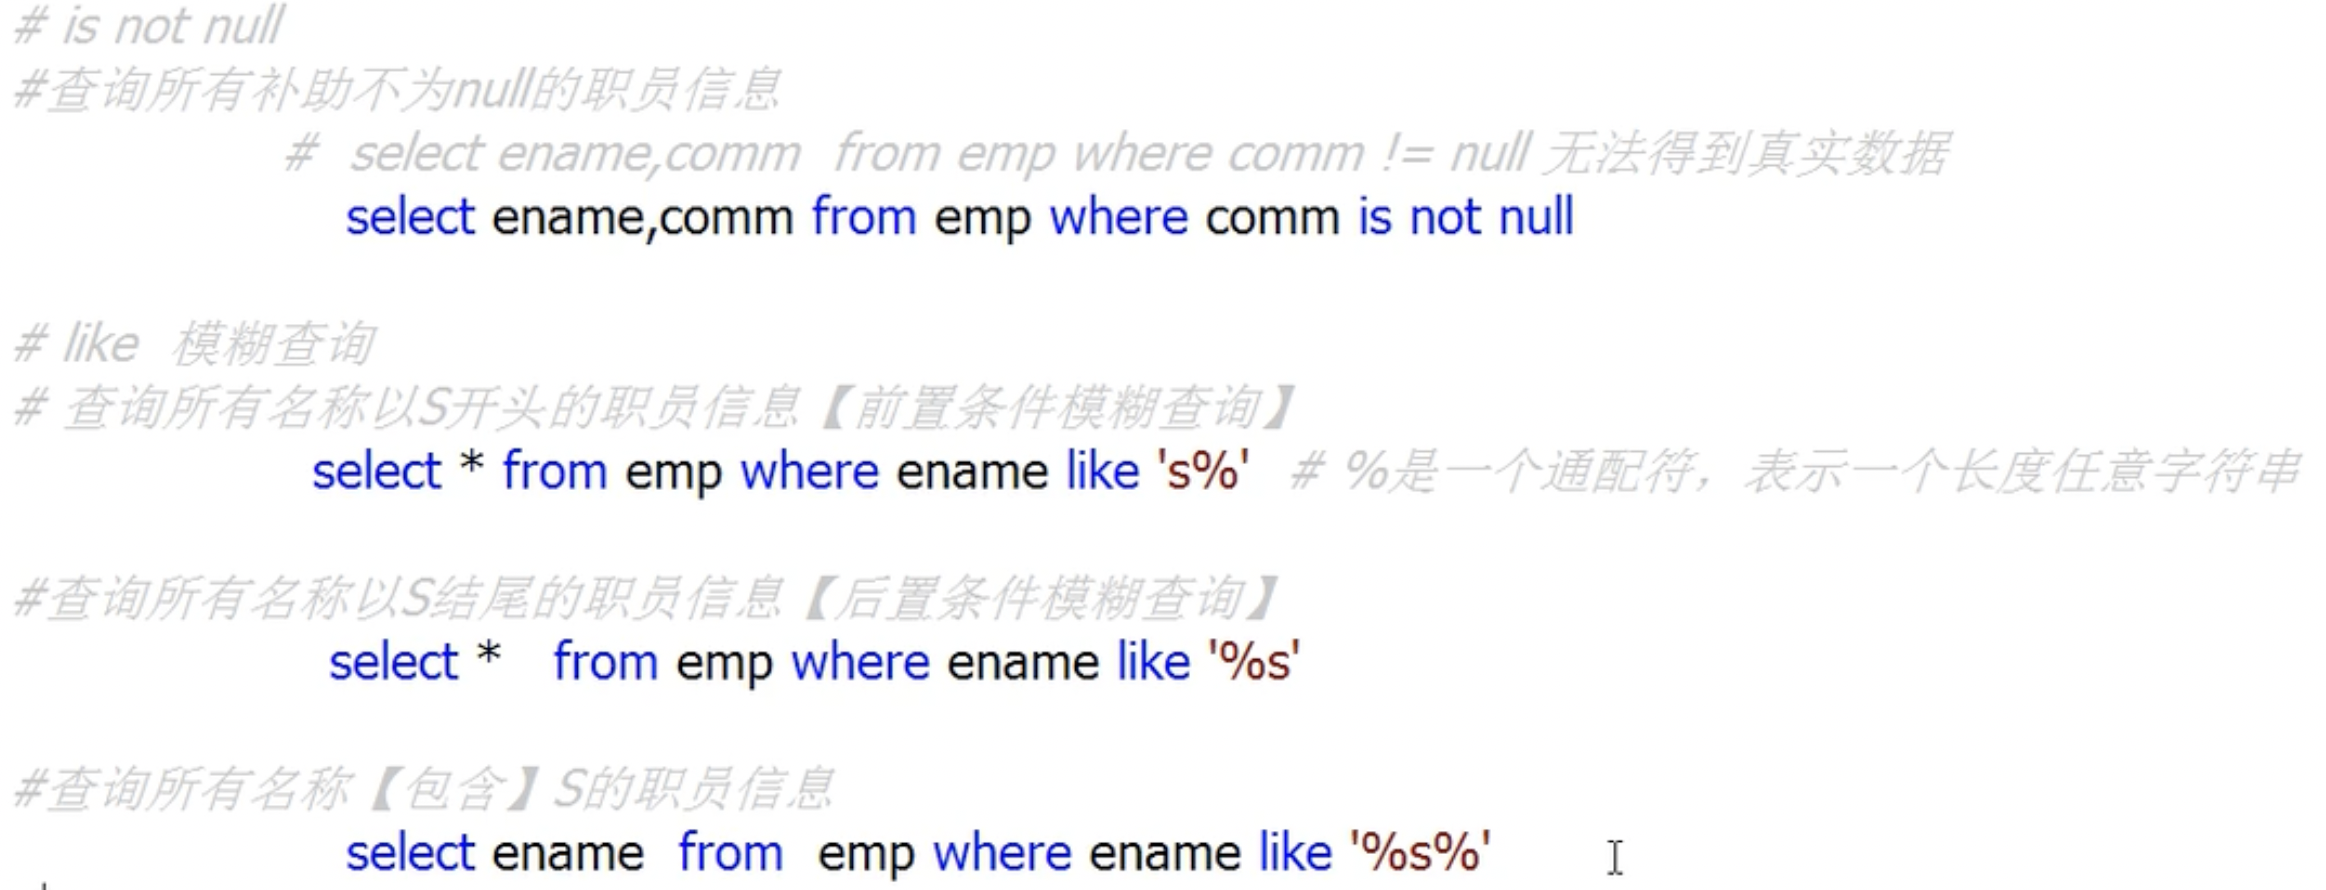 # is not null
#查询所有补助不为null的职员信息
#  select ename,comm  from emp where comm != null 无法得到真实数据
select ename,comm from emp where comm is not null
# like  模糊查询
# 查询所有名称以S开头的职员信息【前置条件模糊查询】
select * from emp where ename like 's%'  # %是一个通配符，表示一个长度任意字符串
#查询所有名称以S结尾的职员信息【后置条件模糊查询】
select *   from emp where ename like '%s'
#查询所有名称【包含】S的职员信息
select ename  from  emp where ename like '%s%'